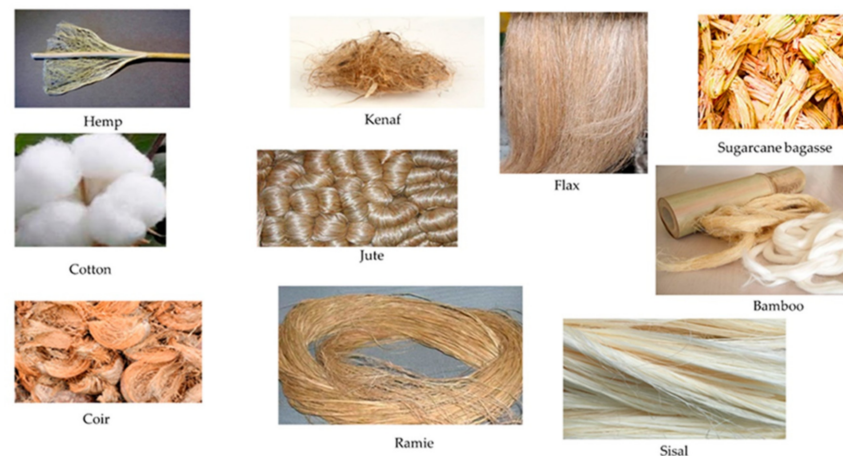 Hemp
Kenaf
Flax
Sugarcane bagasse
Cotton
Jute
Bamboo
Coir
Ramie
Sisal